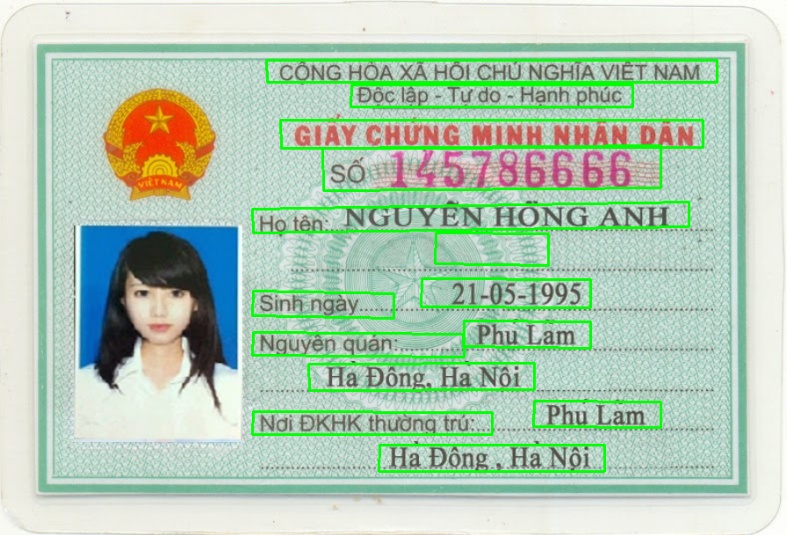 CỘNG HÒA XÃ HỘI CHỦ NGHĨA VIỆT NAM
Độc lập - Tự do - Hạnh phúc
GIẤY CHỨNG MINH NHÂN DÂN
SỐ 145786666
Họ tên: NGUYỄN HỒNG ANH
Sinh ngày 21-05-1995
Nguyên quán: Phú Lãm
Hà Đông, Hà Nội
Nơi ĐKHK thường trú: Phú Lãm
Hà Đông, Hà Nội
VIỆT NAM